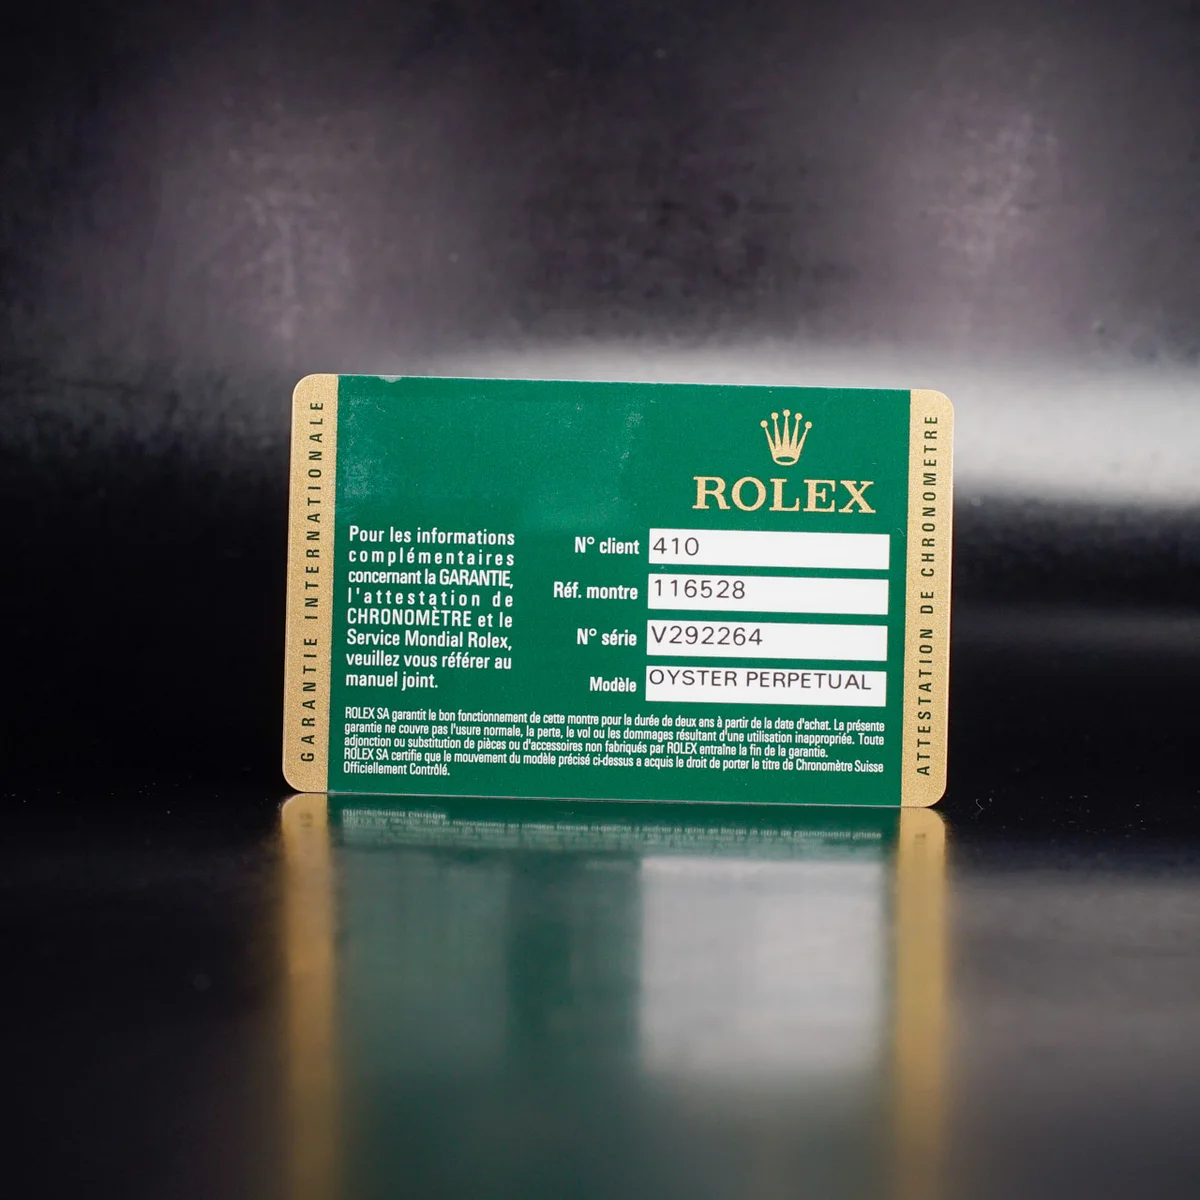 GARANTIE INTERNATIONALE
ROLEX
Pour les informations
complémentaires
concernant la GARANTIE,
l'attestation de
CHRONOMÈTRE et le
Service Mondial Rolex,
veuillez vous référer au
manuel joint.
N° client 410
Réf. montre 116528
N° série V292264
Modèle OYSTER PERPETUAL
ROLEX SA garantit le bon fonctionnement de cette montre pour la durée de deux ans à partir de la date d'achat. La présente
garantie ne couvre pas l'usure normale, la perte, le vol ou les dommages résultant d'une utilisation inappropriée. Toute
adjonction ou substitution de pièces ou d'accessoires non fabriqués par ROLEX entraîne la fin de la garantie.
ROLEX SA certifie que le mouvement du modèle précisé ci-dessus a acquis le droit de porter le titre de Chronomètre Suisse
Officiellement Contrôlé.
ATTESTATION DE CHRONOMETRE